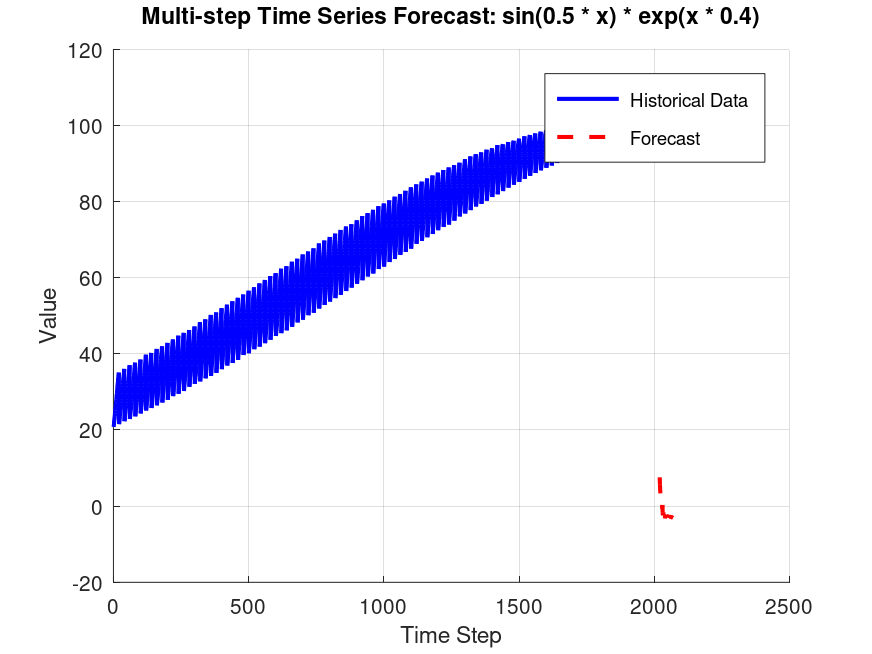 Multi-step Time Series Forecast: sin(0.5 * x) * exp(x * 0.4)
120
100
80
60
40
20
0
-20
Value
Historical Data
Forecast
0
500
1000
1500
2000
2500
Time Step